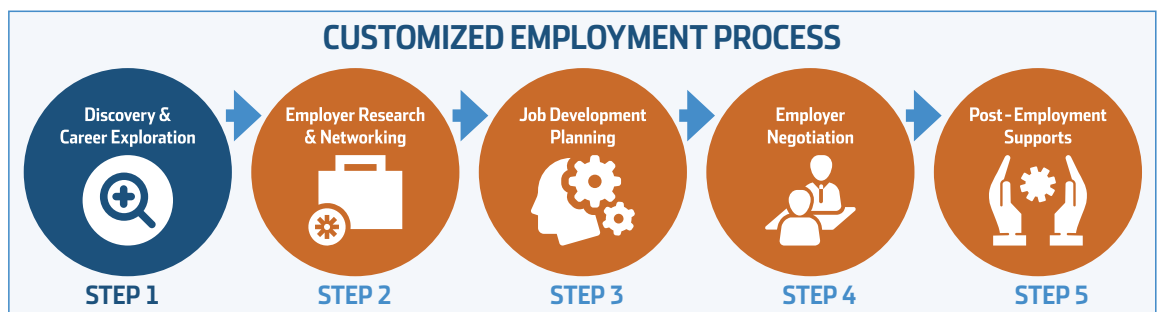 CUSTOMIZED EMPLOYMENT PROCESS
Discovery &
Career Exploration
Employer Research
& Networking
Job Development
Planning
Employer
Negotiation
Post-Employment
Supports
STEP 1
STEP 2
STEP 3
STEP 4
STEP 5